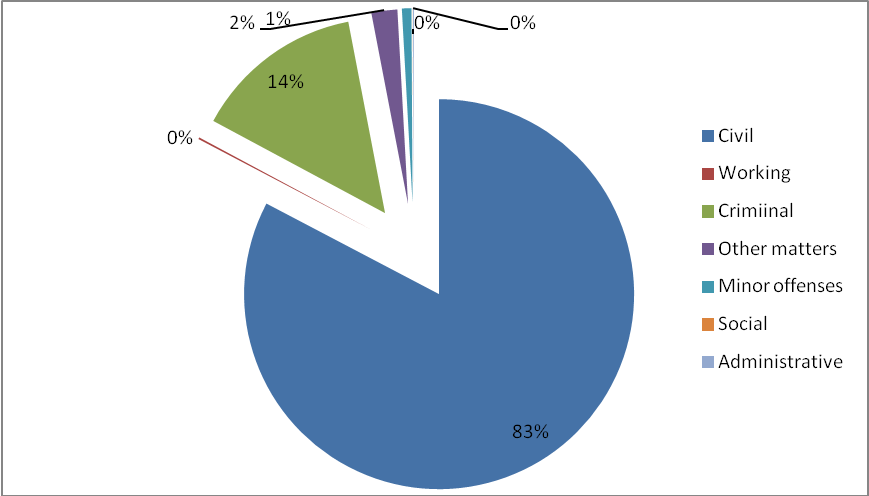 2% 1% 0% 0%
14%
0%
83%
Civil
Working
Crimiinal
Other matters
Minor offenses
Social
Administrative